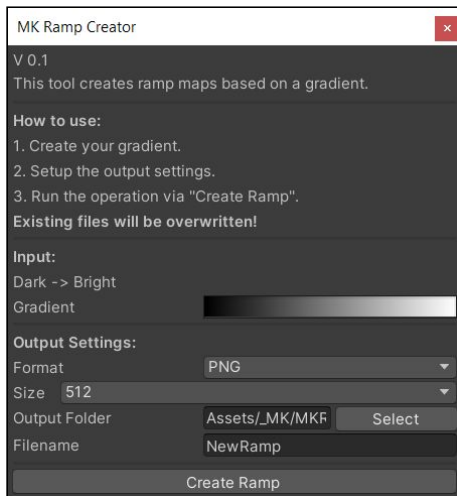 MK Ramp Creator
x
V 0.1
This tool creates ramp maps based on a gradient.
How to use:
1. Create your gradient.
2. Setup the output settings.
3. Run the operation via "Create Ramp".
Existing files will be overwritten!
Input:
Dark -> Bright
Gradient
Output Settings:
Format PNG
Size 512
Output Folder Assets/_MK/MKF Select
Filename NewRamp
Create Ramp